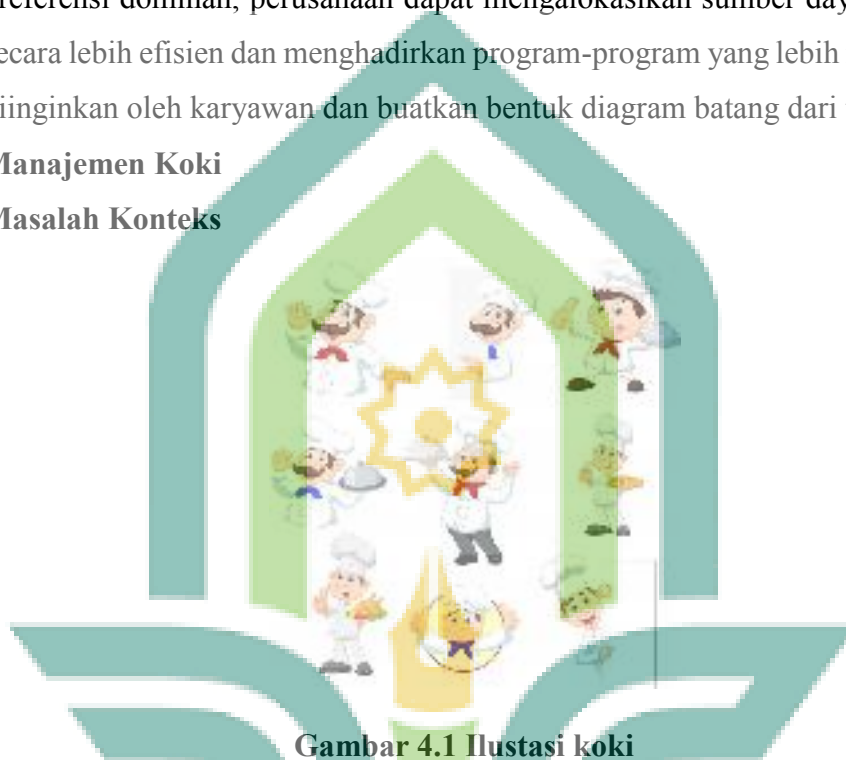 referensi dominan, perusahaan dapat mengalokasikan sumber day
ecara lebih efisien dan menghadirkan program-program yang lebih
iinginkan oleh karyawan dan buatkan bentuk diagram batang dari
Manajemen Koki
Masalah Konteks
Gambar 4.1 Ilustasi koki